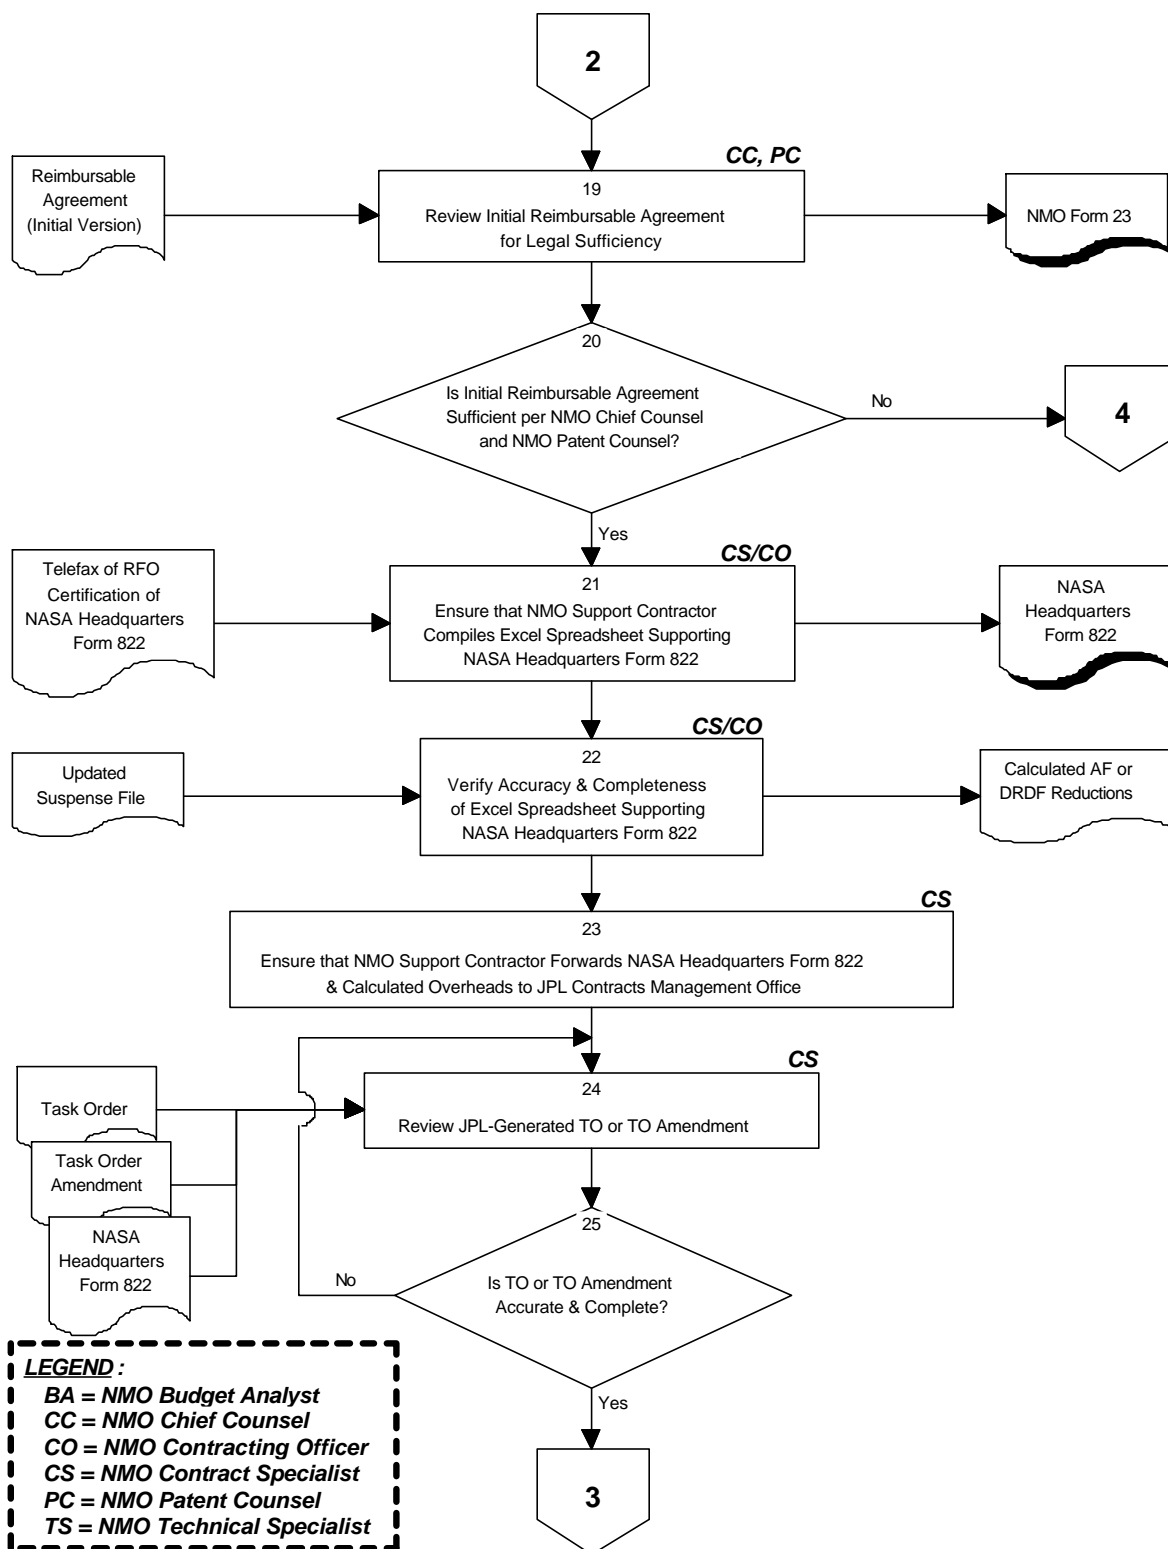 2
CC, PC
Reimbursable
Agreement
(Initial Version)
19
Review Initial Reimbursable Agreement
for Legal Sufficiency
NMO Form 23
20
Is Initial Reimbursable Agreement
Sufficient per NMO Chief Counsel
and NMO Patent Counsel?
No
4
Yes
CS/CO
Telefax of RFO
Certification of
NASA Headquarters
Form 822
21
Ensure that NMO Support Contractor
Compiles Excel Spreadsheet Supporting
NASA Headquarters Form 822
NASA
Headquarters
Form 822
CS/CO
Updated
Suspense File
22
Verify Accuracy & Completeness
of Excel Spreadsheet Supporting
NASA Headquarters Form 822
Calculated AF or
DRDF Reductions
CS
23
Ensure that NMO Support Contractor Forwards NASA Headquarters Form 822
& Calculated Overheads to JPL Contracts Management Office
CS
Task Order
Task Order
Amendment
NASA
Headquarters
Form 822
24
Review JPL-Generated TO or TO Amendment
25
Is TO or TO Amendment
Accurate & Complete?
No
Yes
3
LEGEND :
BA = NMO Budget Analyst
CC = NMO Chief Counsel
CO = NMO Contracting Officer
CS = NMO Contract Specialist
PC = NMO Patent Counsel
TS = NMO Technical Specialist